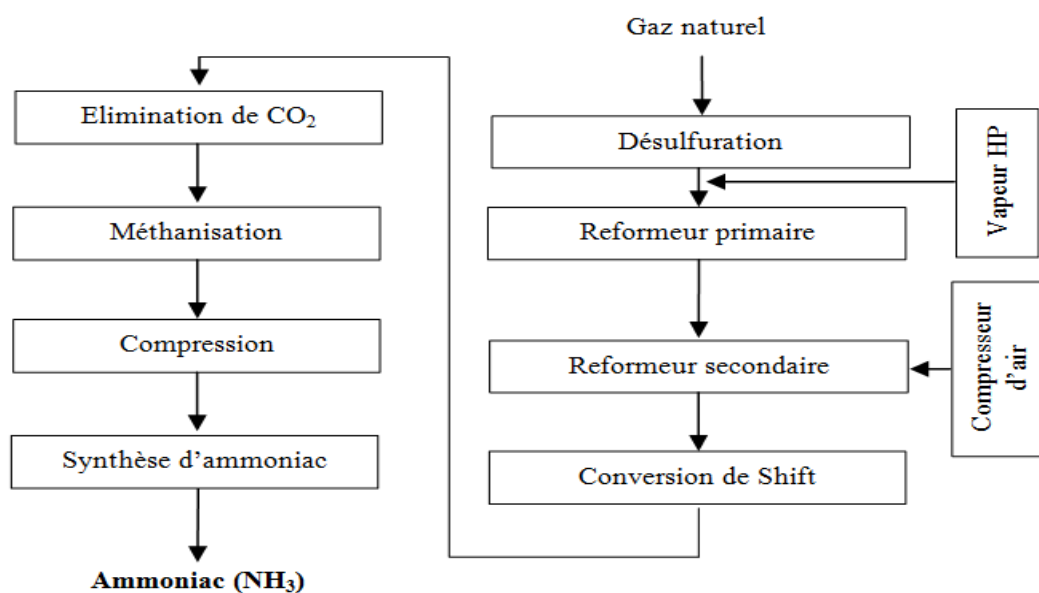 Gaz naturel
Désulfuration
Vapeur HP
Reformeur primaire
Reformeur secondaire
Compresseur
d'air
Conversion de Shift
Elimination de CO₂
Méthanisation
Compression
Synthèse d'ammoniac
Ammoniac (NH₃)